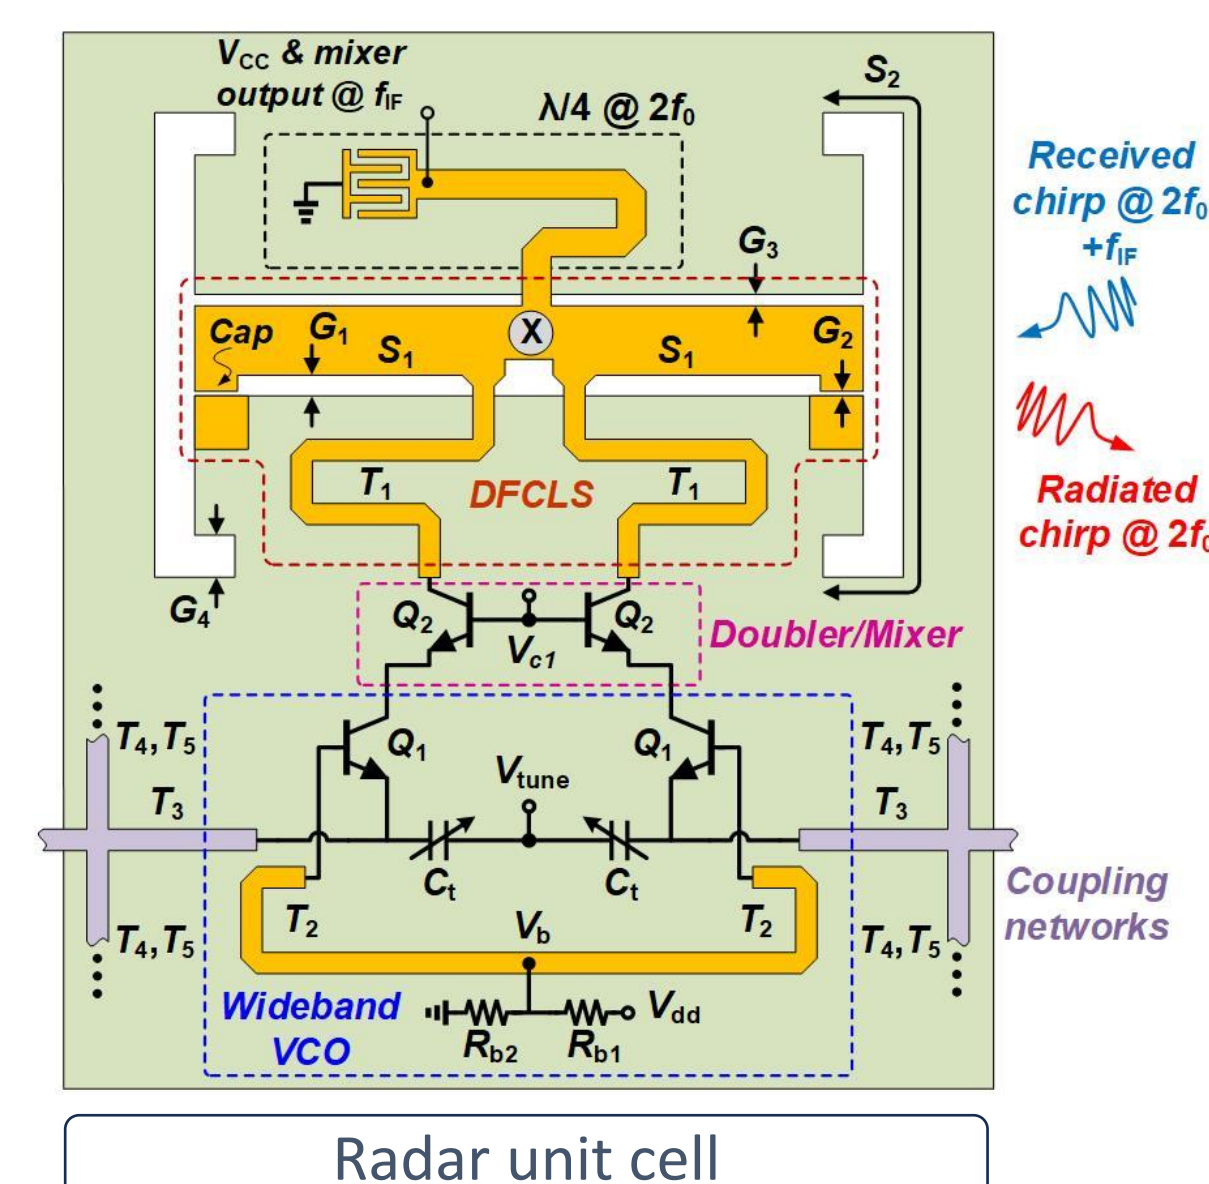 V_CC & mixer
output @ f_IF
λ/4 @ 2f_0
S_2
Received
chirp @ 2f_0
+f_IF
G_3
Cap
G_1
S_1
X
S_1
G_2
T_1
DFCLS
T_1
Radiated
chirp @ 2f_0
G_4
Q_2
Q_2
V_c1
Doubler/Mixer
T_4, T_5
Q_1
Q_1
T_4, T_5
V_tune
T_3
T_3
C_t
C_t
Coupling
networks
T_2
V_b
T_2
T_4, T_5
T_4, T_5
Wideband
VCO
V_dd
R_b2
R_b1
Radar unit cell